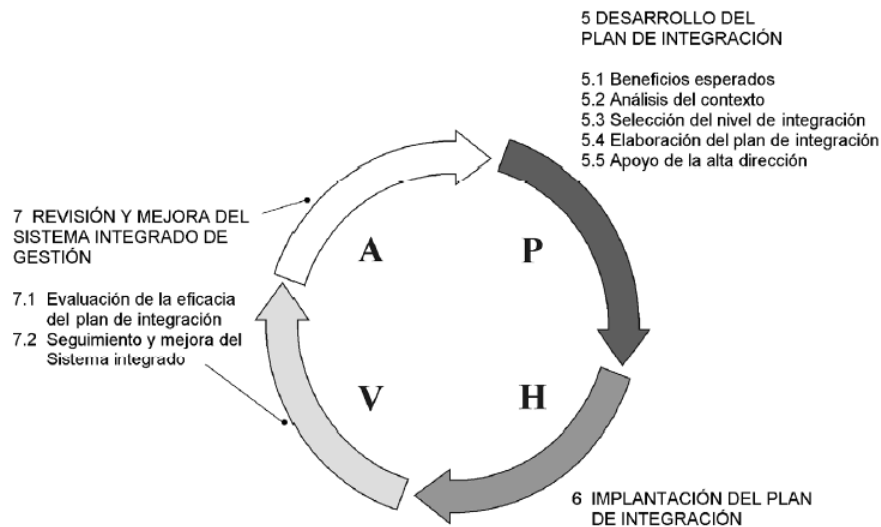 5 DESARROLLO DEL
PLAN DE INTEGRACIÓN
5.1 Beneficios esperados
5.2 Análisis del contexto
5.3 Selección del nivel de integración
5.4 Elaboración del plan de integración
5.5 Apoyo de la alta dirección
7 REVISIÓN Y MEJORA DEL
SISTEMA INTEGRADO DE
GESTIÓN
7.1 Evaluación de la eficacia
del plan de integración
7.2 Seguimiento y mejora del
Sistema integrado
A
P
V
H
6 IMPLANTACIÓN DEL PLAN
DE INTEGRACIÓN